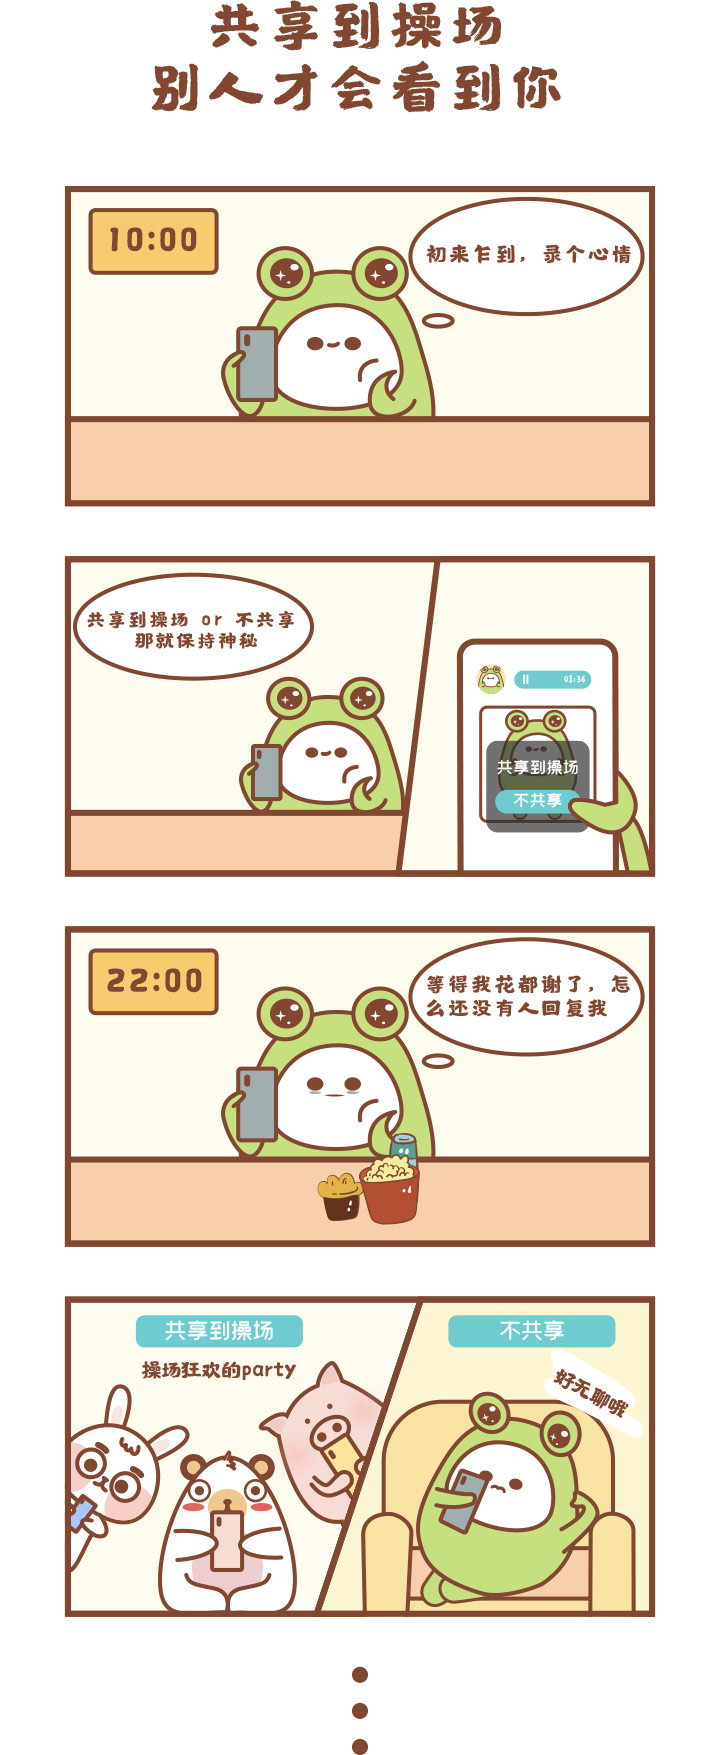 共享到操场
别人才会看到你
10:00
初来乍到，录个心情
共享到操场 or 不共享
那就保持神秘
01:36
共享到操场
不共享
22:00
等得我花都谢了，怎
么还没有人回复我
共享到操场
操场狂欢的party
不共享
好无聊哦